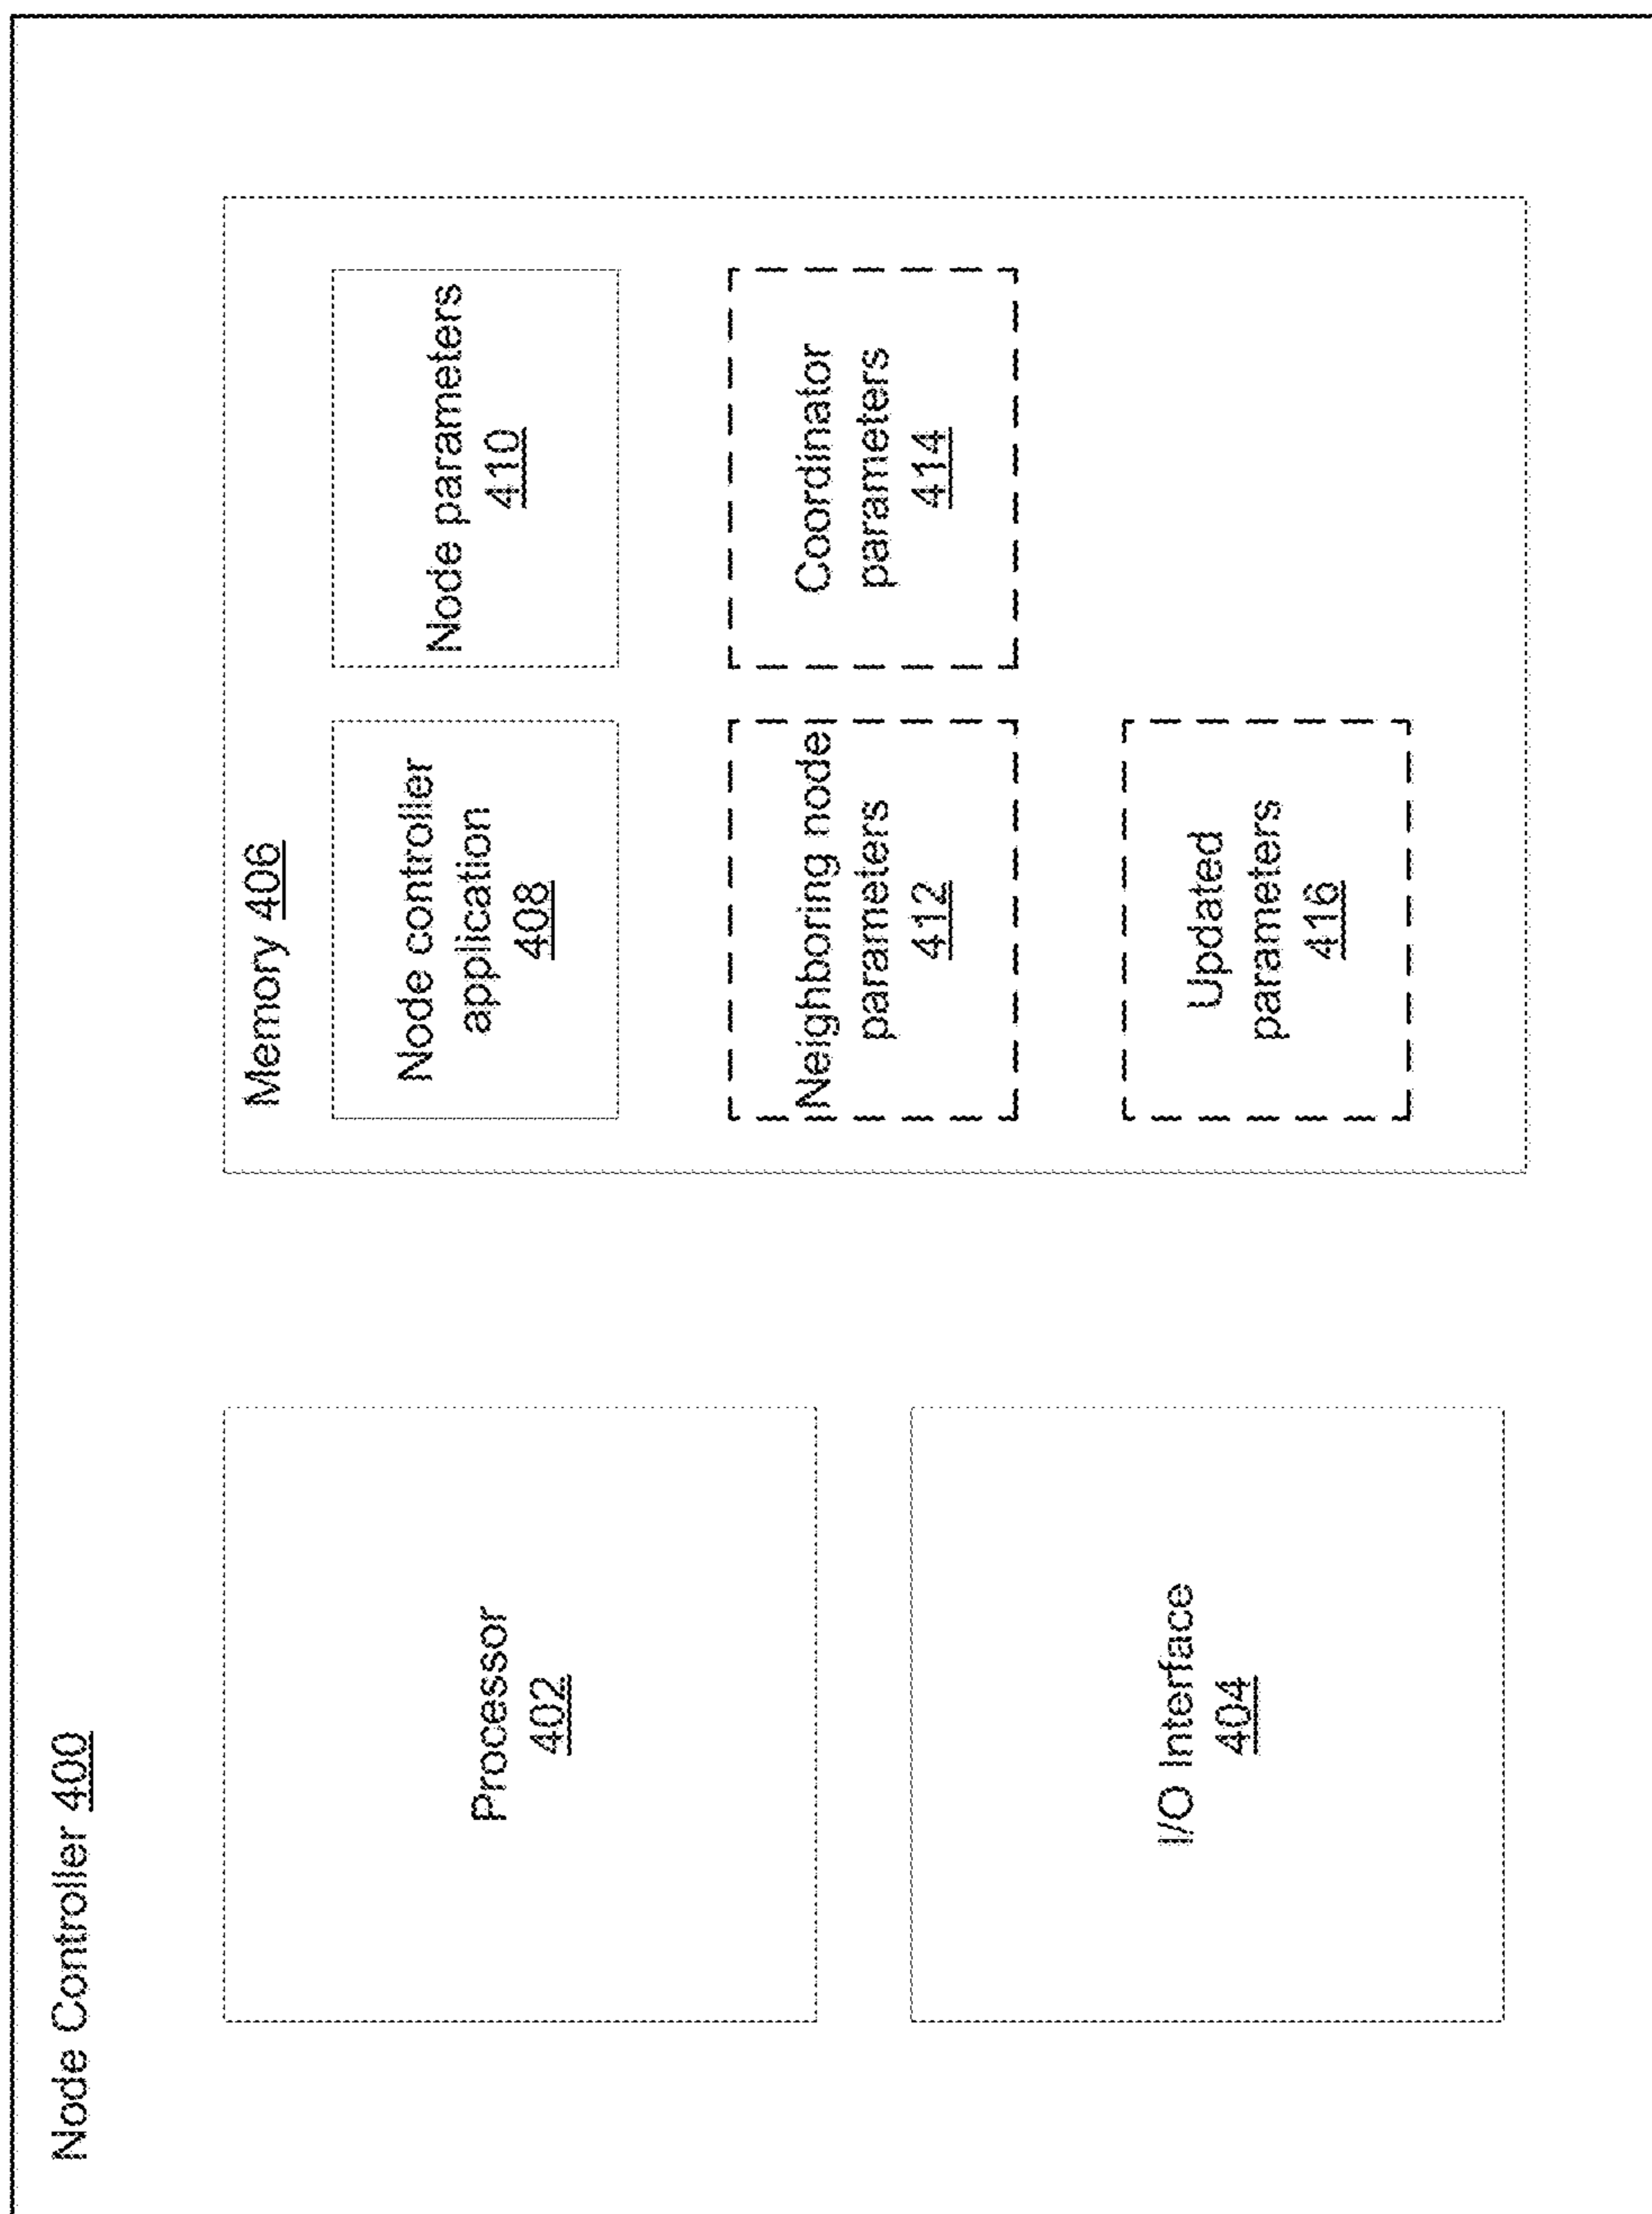 Node Controller 400
Processor
402
I/O Interface
404
Memory 406
Node controller
application
408
Node parameters
410
Neighboring node
parameters
412
Coordinator
parameters
414
Updated
parameters
416